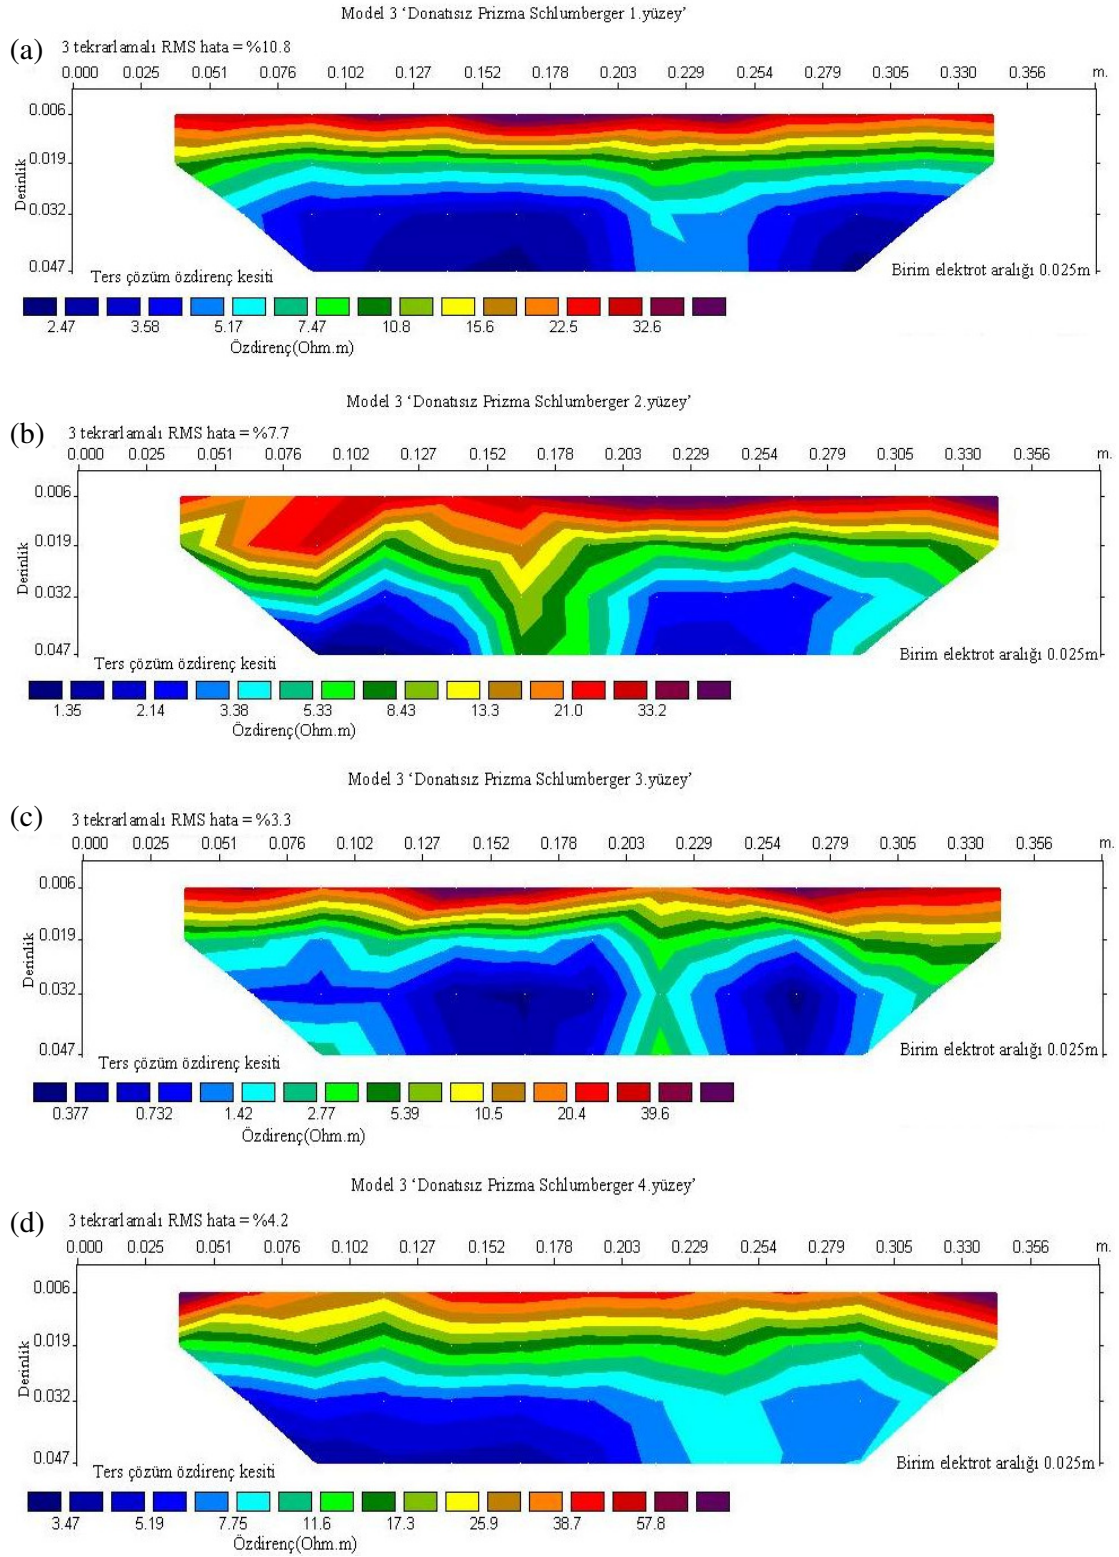 Model 3 ‘Donatısız Prizma Schlumberger 1.yüzey’
(a) 3 tekrarlamalı RMS hata = %10.8
0.000 0.025 0.051 0.076 0.102 0.127 0.152 0.178 0.203 0.229 0.254 0.279 0.305 0.330 0.356 m.
0.006
0.019
Derinlik
0.032
0.047
Ters çözüm özdirenç kesiti Birim elektrot aralığı 0.025m
2.47 3.58 5.17 7.47 10.8 15.6 22.5 32.6
Özdirenç(Ohm.m)
Model 3 ‘Donatısız Prizma Schlumberger 2.yüzey’
(b) 3 tekrarlamalı RMS hata = %7.7
0.000 0.025 0.051 0.076 0.102 0.127 0.152 0.178 0.203 0.229 0.254 0.279 0.305 0.330 0.356 m.
0.006
0.019
Derinlik
0.032
0.047
Ters çözüm özdirenç kesiti Birim elektrot aralığı 0.025m
1.35 2.14 3.38 5.33 8.43 13.3 21.0 33.2
Özdirenç(Ohm.m)
Model 3 ‘Donatısız Prizma Schlumberger 3.yüzey’
(c) 3 tekrarlamalı RMS hata = %3.3
0.000 0.025 0.051 0.076 0.102 0.127 0.152 0.178 0.203 0.229 0.254 0.279 0.305 0.330 0.356 m.
0.006
0.019
Derinlik
0.032
0.047
Ters çözüm özdirenç kesiti Birim elektrot aralığı 0.025m
0.377 0.732 1.42 2.77 5.39 10.5 20.4 39.6
Özdirenç(Ohm.m)
Model 3 ‘Donatısız Prizma Schlumberger 4.yüzey’
(d) 3 tekrarlamalı RMS hata = %4.2
0.000 0.025 0.051 0.076 0.102 0.127 0.152 0.178 0.203 0.229 0.254 0.305 0.330 0.356 m.
0.006
0.019
Derinlik
0.032
0.047
Ters çözüm özdirenç kesiti Birim elektrot aralığı 0.025m
3.47 5.19 7.75 11.6 17.3 25.9 38.7 57.8
Özdirenç(Ohm.m)